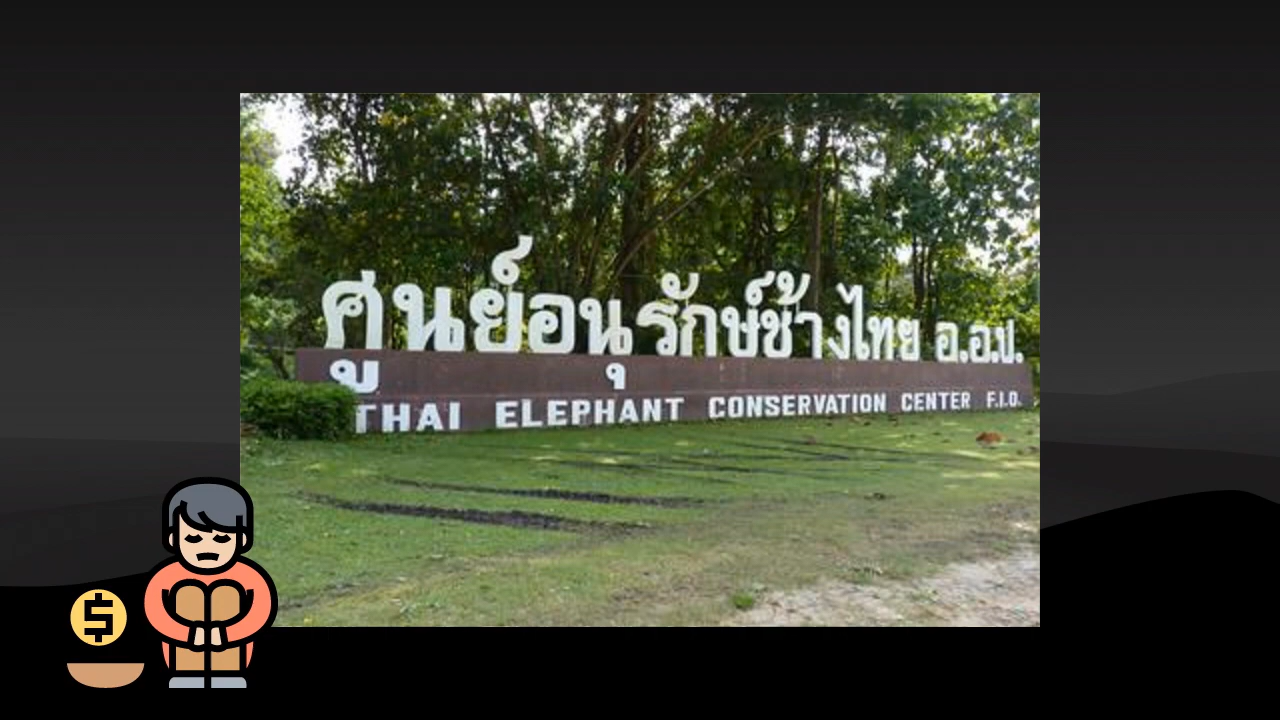 ศูนย์อนุรักษ์ช้างไทย อ.อ.ป.
THAI ELEPHANT CONSERVATION CENTER F.I.O.
$